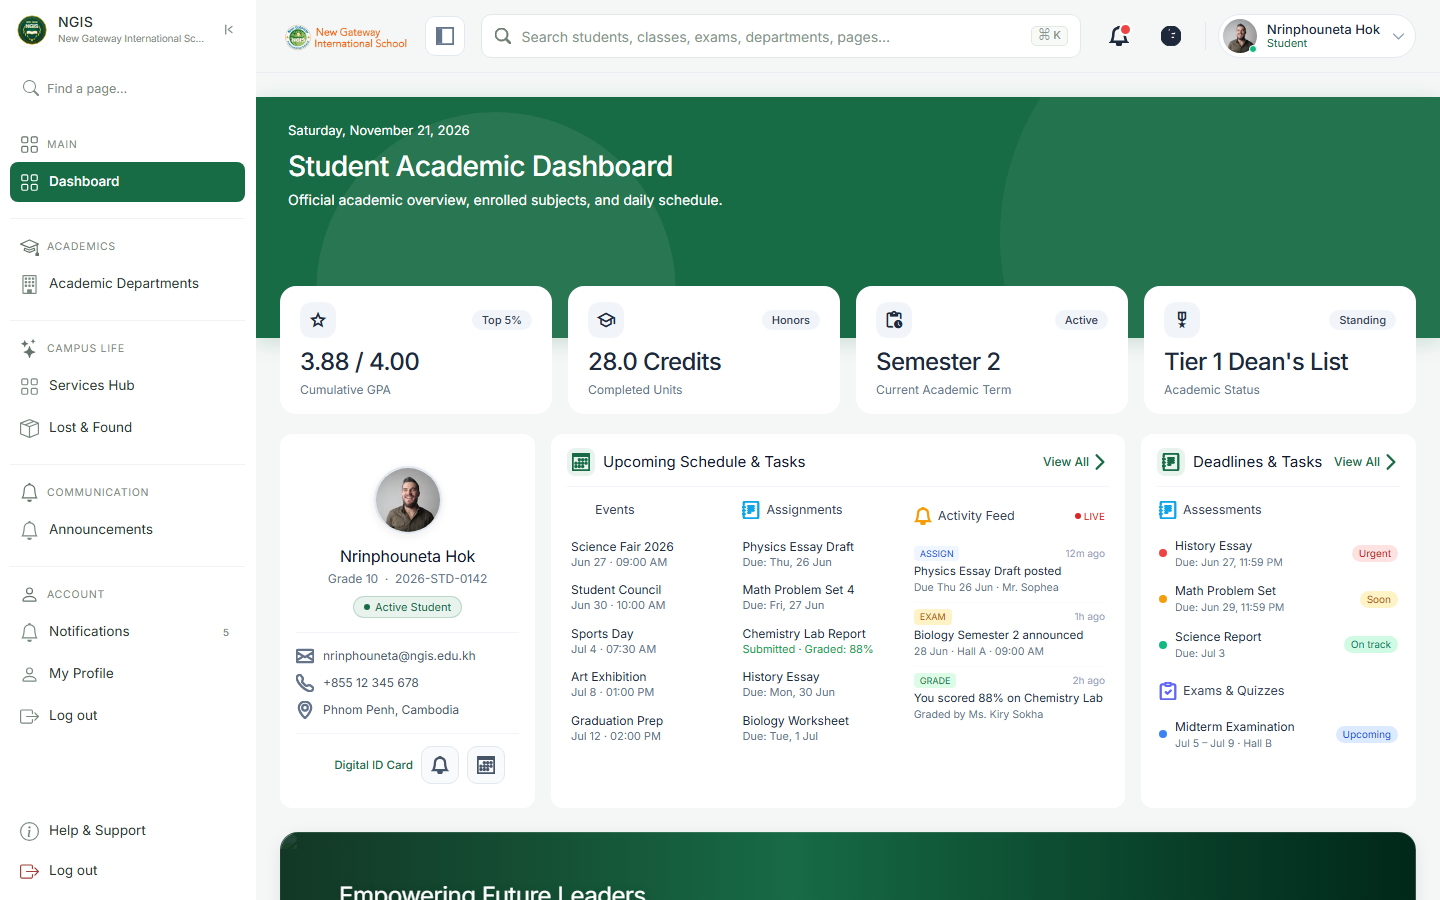 NGIS
New Gateway International Sc...
Find a page...
MAIN
Dashboard
ACADEMICS
Academic Departments
CAMPUS LIFE
Services Hub
Lost & Found
COMMUNICATION
Announcements
ACCOUNT
Notifications
5
My Profile
Log out
Help & Support
Log out
New Gateway
International School
Search students, classes, exams, departments, pages...
⌘ K
Nrinphouneta Hok
Student
Saturday, November 21, 2026
Student Academic Dashboard
Official academic overview, enrolled subjects, and daily schedule.
Top 5%
3.88 / 4.00
Cumulative GPA
Honors
28.0 Credits
Completed Units
Active
Semester 2
Current Academic Term
Standing
Tier 1 Dean's List
Academic Status
Nrinphouneta Hok
Grade 10 · 2026-STD-0142
Active Student
nrinphouneta@ngis.edu.kh
+855 12 345 678
Phnom Penh, Cambodia
Digital ID Card
Upcoming Schedule & Tasks
View All
Events
Science Fair 2026
Jun 27 · 09:00 AM
Student Council
Jun 30 · 10:00 AM
Sports Day
Jul 4 · 07:30 AM
Art Exhibition
Jul 8 · 01:00 PM
Graduation Prep
Jul 12 · 02:00 PM
Assignments
Physics Essay Draft
Due: Thu, 26 Jun
Math Problem Set 4
Due: Fri, 27 Jun
Chemistry Lab Report
Submitted · Graded: 88%
History Essay
Due: Mon, 30 Jun
Biology Worksheet
Due: Tue, 1 Jul
Activity Feed
LIVE
ASSIGN
12m ago
Physics Essay Draft posted
Due Thu 26 Jun · Mr. Sophea
EXAM
1h ago
Biology Semester 2 announced
28 Jun · Hall A · 09:00 AM
GRADE
2h ago
You scored 88% on Chemistry Lab
Graded by Ms. Kiry Sokha
Deadlines & Tasks
View All
Assessments
History Essay
Due: Jun 27, 11:59 PM
Urgent
Math Problem Set
Due: Jun 29, 11:59 PM
Soon
Science Report
Due: Jul 3
On track
Exams & Quizzes
Midterm Examination
Jul 5 – Jul 9 · Hall B
Upcoming
Empowering Future Leaders